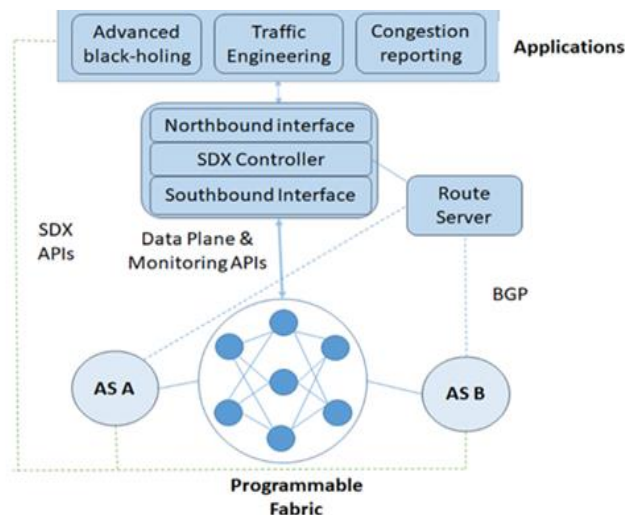 Advanced
black-holing
Traffic
Engineering
Congestion
reporting
Applications
Northbound interface
SDX Controller
Southbound Interface
Route
Server
SDX
APIs
Data Plane &
Monitoring APIs
BGP
AS A
AS B
Programmable
Fabric